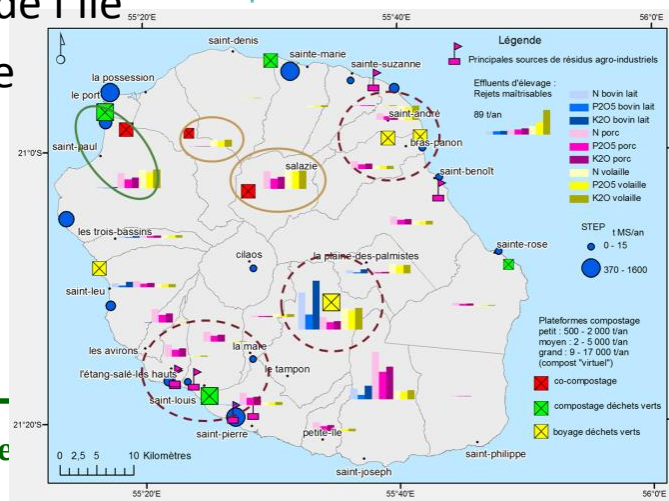 de l'île
e
e
55°20'E
55°40'E
56°0'E
saint-denis
sainte-marie
sainte-suzanne
la possession
le port
saint-andré
bras-panon
21°0'S
saint-paul
salazie
saint-benoît
les trois-bassins
sainte-rose
cilaos
la plaine-des-palmistes
saint-leu
les avirons
la mare
l'étang-salé-les hauts
le tampon
saint-louis
21°20'S
saint-pierre
petite-île
saint-philippe
saint-joseph
0 2,5 5 10 Kilomètres
55°20'E
55°40'E
56°0'E
Légende
Principales sources de résidus agro-industriels
Effluents d'élevage :
Rejets maîtrisables
89 t/an
N bovin lait
P2O5 bovin lait
K2O bovin lait
N porc
P2O5 porc
K2O porc
N volaille
P2O5 volaille
K2O volaille
STEP t MS/an
0 - 15
370 - 1600
Plateformes compostage
petit : 500 - 2 000 t/an
moyen : 2 - 5 000 t/an
grand : 9 - 17 000 t/an
(compost "virtuel")
co-compostage
compostage déchets verts
boyage déchets verts